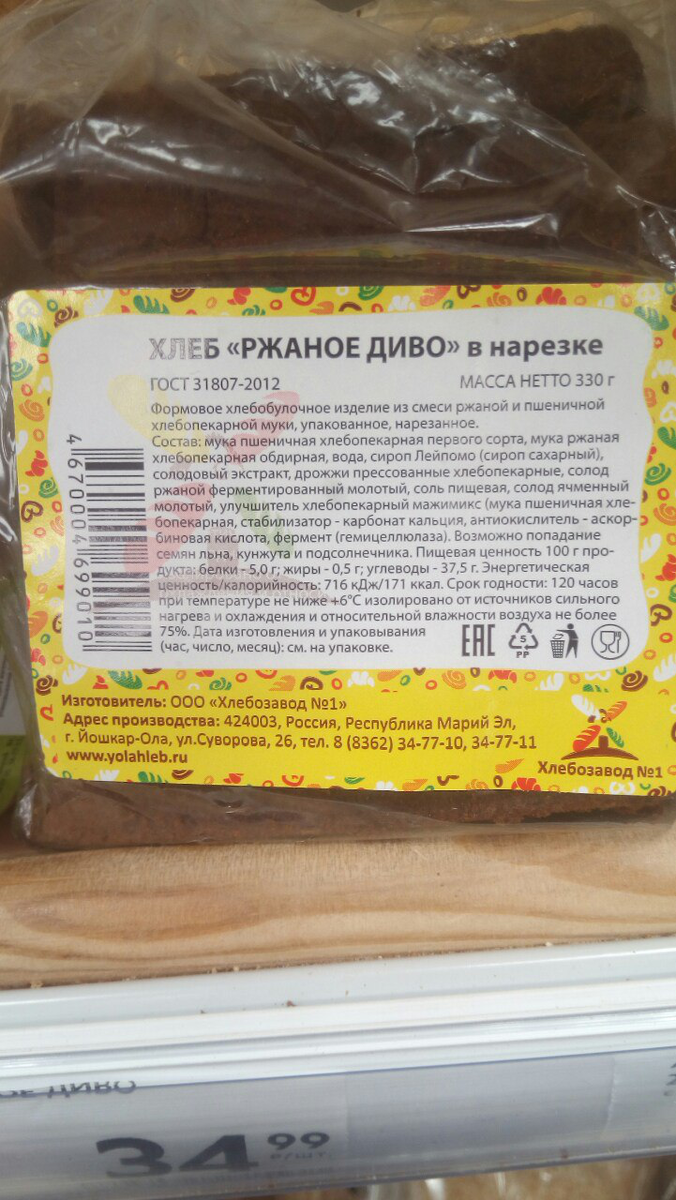 ХЛЕБ «РЖАНОЕ ДИВО» в нарезке
ГОСТ 31807-2012 МАССА НЕТТО 330 г
Формовое хлебобулочное изделие из смеси ржаной и пшеничной
хлебопекарной муки, упакованное, нарезанное.
Состав: мука пшеничная хлебопекарная первого сорта, мука ржаная
хлебопекарная обдирная, вода, сироп Лейпомо (сироп сахарный),
солодовый экстракт, дрожжи прессованные хлебопекарные, солод
ржаной ферментированный молотый, соль пищевая, солод ячменный
молотый, улучшитель хлебопекарный мажимикс (мука пшеничная хле-
бопекарная, стабилизатор - карбонат кальция, антиокислитель - аскор-
биновая кислота, фермент (гемицеллюлаза). Возможно попадание
семян льна, кунжута и подсолнечника. Пищевая ценность 100 г про-
дукта: белки - 5,0 г; жиры - 0,5 г; углеводы - 37,5 г. Энергетическая
ценность/калорийность: 716 кДж/171 ккал. Срок годности: 120 часов
при температуре не ниже +6°С изолировано от источников сильного
нагрева и охлаждения и относительной влажности воздуха не более
75%. Дата изготовления и упаковывания
(час, число, месяц): см. на упаковке.
EAC 5 PP
4 670004 699010
Изготовитель: ООО «Хлебозавод №1»
Адрес производства: 424003, Россия, Республика Марий Эл,
г. Йошкар-Ола, ул.Суворова, 26, тел. 8 (8362) 34-77-10, 34-77-11
www.yolahleb.ru
Хлебозавод №1
ОЕ ДИВО
34 99
Р/ШТ